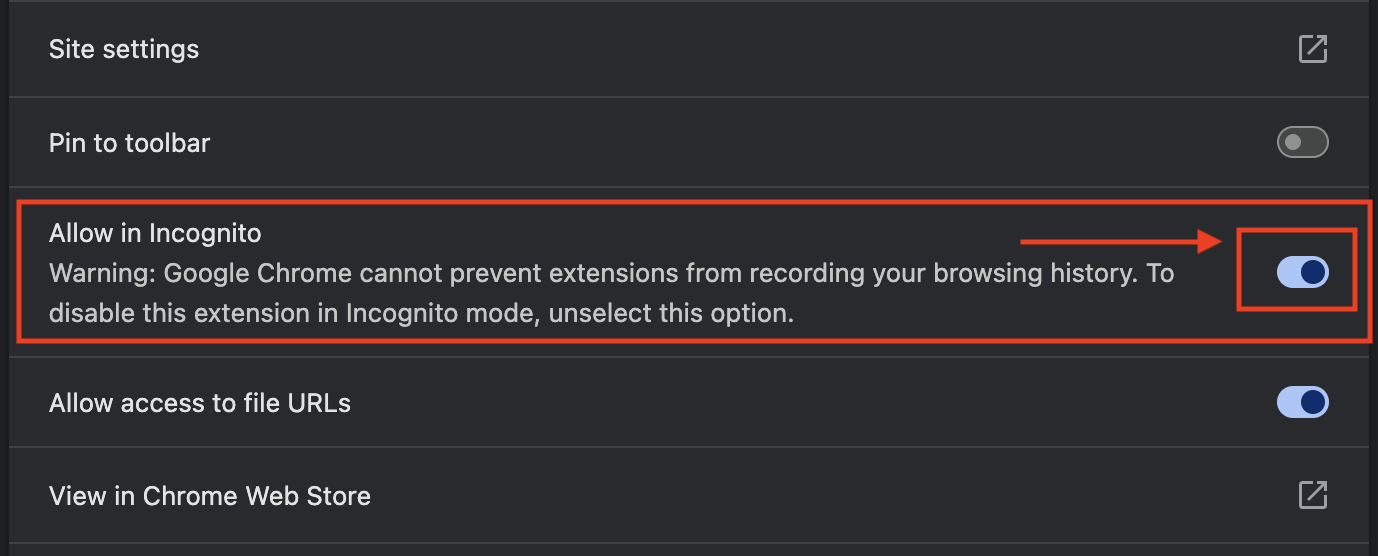 Site settings
Pin to toolbar
Allow in Incognito
Warning: Google Chrome cannot prevent extensions from recording your browsing history. To
disable this extension in Incognito mode, unselect this option.
Allow access to file URLs
View in Chrome Web Store